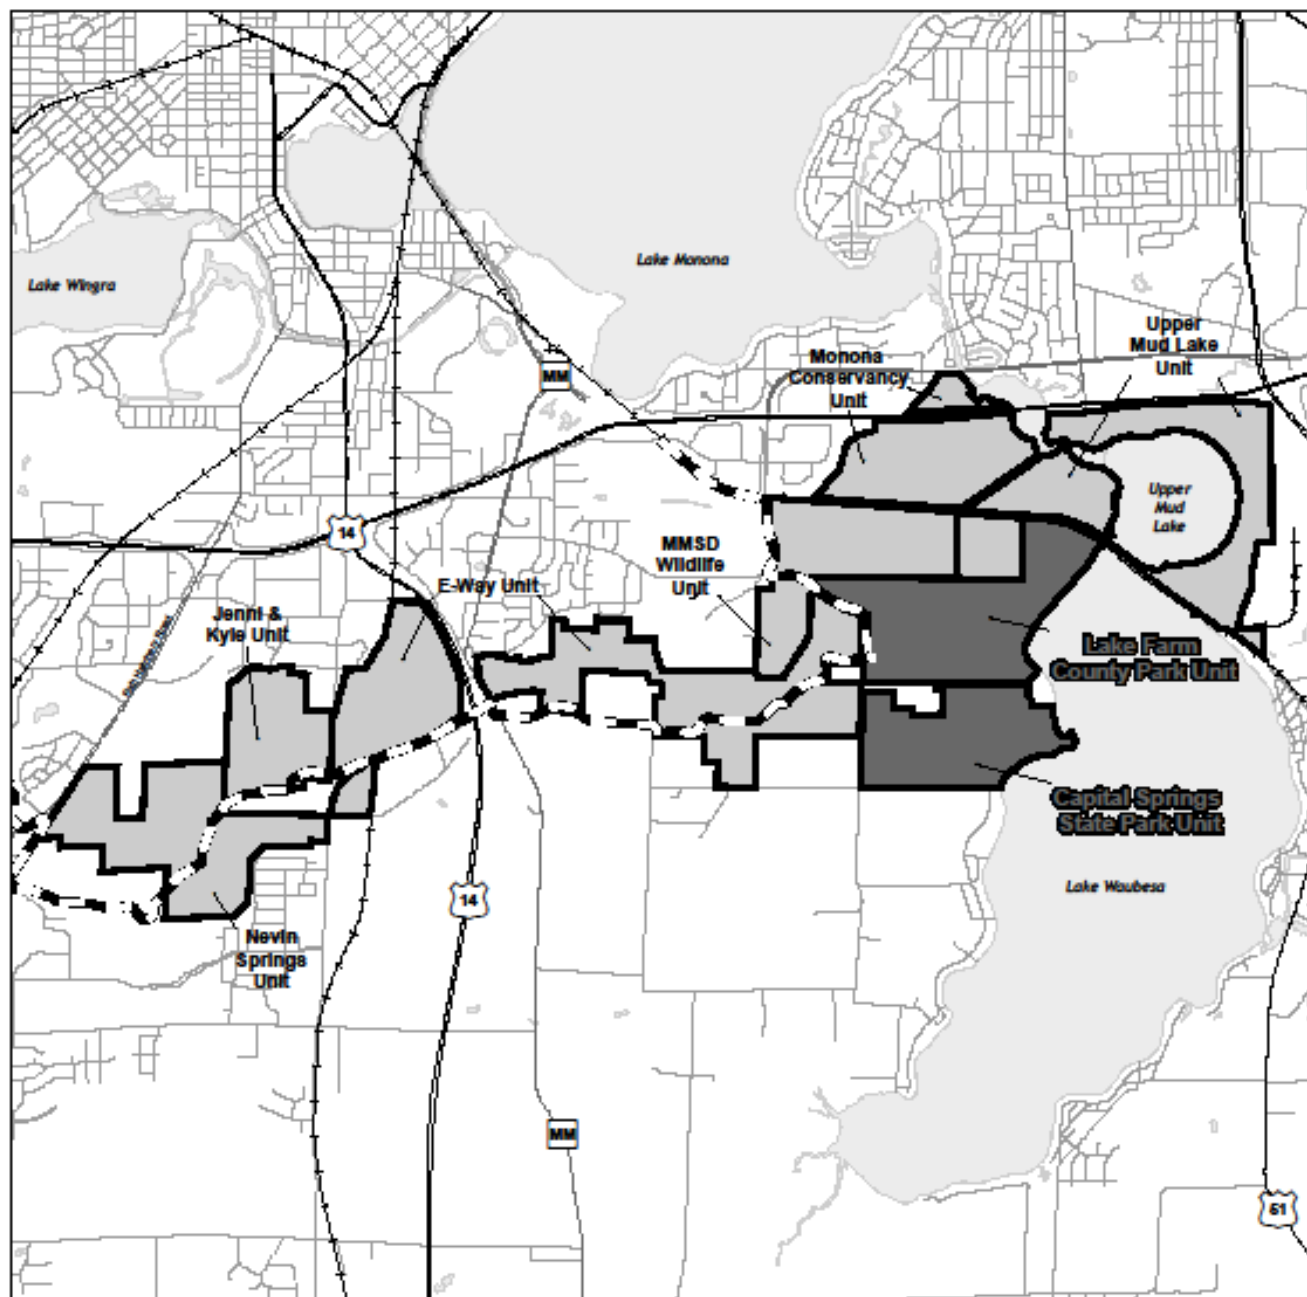 Lake Monona
Lake Wingra
Upper
Mud Lake
Unit
Monona
Conservancy
Unit
MM
Upper
Mud
Lake
14
MMSD
Wildlife
Unit
E-Way Unit
Jenni &
Kyle Unit
Lake Farm
County Park Unit
Capital Springs
State Park Unit
Lake Waubesa
14
Nevin
Springs
Unit
MM
51